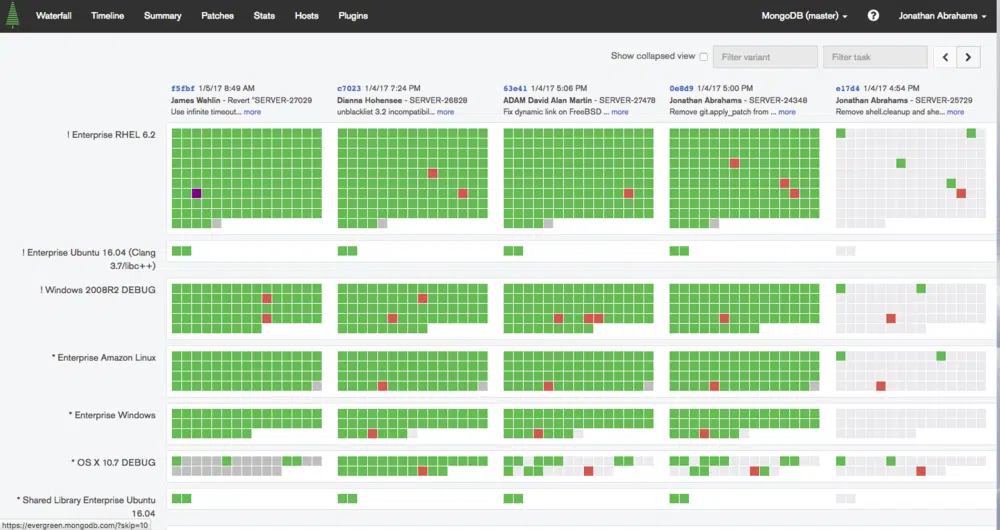 Waterfall Timeline Summary Patches Stats Hosts Plugins MongoDB (master) ? Jonathan Abrahams
Show collapsed view Filter variant Filter task
f5fbf 1/5/17 8:49 AM
James Wahlin - Revert "SERVER-27029
Use infinite timeout... more
c7023 1/4/17 7:24 PM
Dianna Hohensee - SERVER-26828
unblacklist 3.2 incompatibil... more
63e41 1/4/17 5:06 PM
ADAM David Alan Martin - SERVER-27478
Fix dynamic link on FreeBSD ... more
0e8d9 1/4/17 5:00 PM
Jonathan Abrahams - SERVER-24348
Remove git.apply_patch from ... more
e17d4 1/4/17 4:54 PM
Jonathan Abrahams - SERVER-25729
Remove shell.cleanup and she... more
! Enterprise RHEL 6.2
! Enterprise Ubuntu 16.04 (Clang
3.7/libc++)
! Windows 2008R2 DEBUG
* Enterprise Amazon Linux
* Enterprise Windows
* OS X 10.7 DEBUG
* Shared Library Enterprise Ubuntu
16.04
https://evergreen.mongodb.com/?skip=10